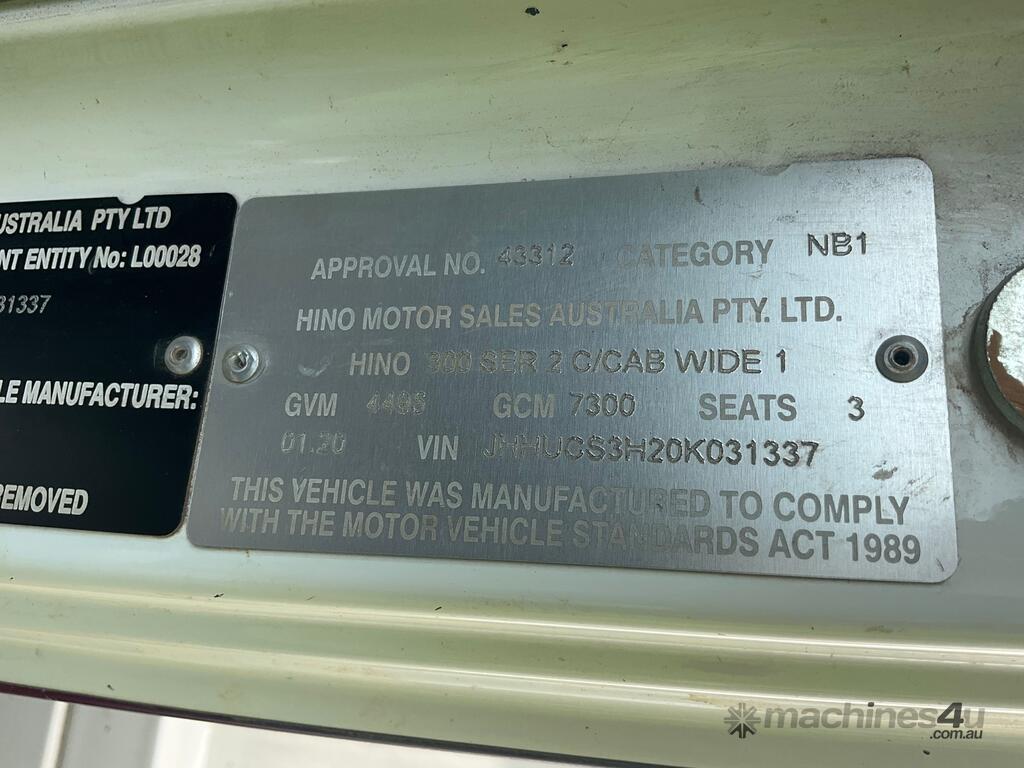 USTRALIA PTY LTD
NT ENTITY No: L00028
31337
LE MANUFACTURER:
REMOVED
APPROVAL NO. 43312 CATEGORY NB1
HINO MOTOR SALES AUSTRALIA PTY. LTD.
HINO 300 SER 2 C/CAB WIDE 1
GVM 4495 GCM 7300 SEATS 3
01.20 VIN JHHUCS3H20K031337
THIS VEHICLE WAS MANUFACTURED TO COMPLY
WITH THE MOTOR VEHICLE STANDARDS ACT 1989
machines4u
.com.au